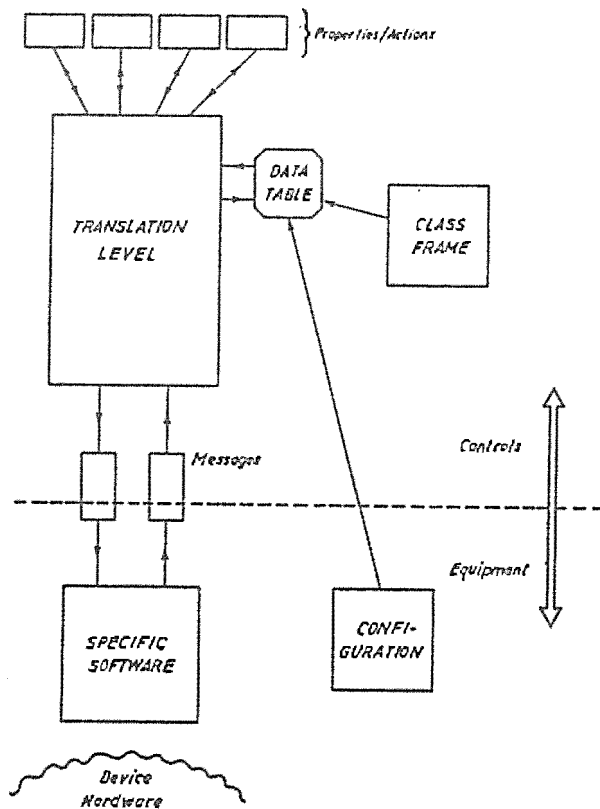 Properties/Actions
DATA
TABLE
TRANSLATION
LEVEL
CLASS
FRAME
Messages
Controls
Equipment
SPECIFIC
SOFTWARE
CONFI-
GURATION
Device
Hardware